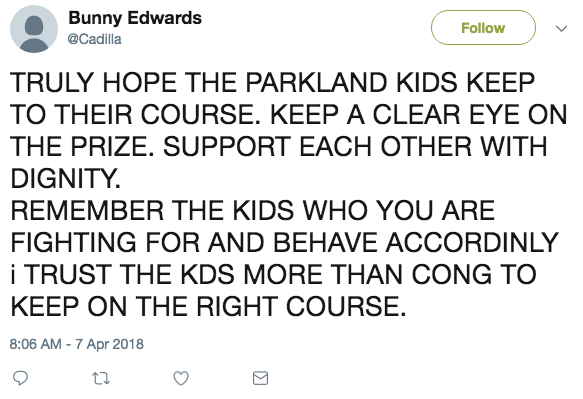 Bunny Edwards
@Cadilla
Follow
TRULY HOPE THE PARKLAND KIDS KEEP
TO THEIR COURSE. KEEP A CLEAR EYE ON
THE PRIZE. SUPPORT EACH OTHER WITH
DIGNITY.
REMEMBER THE KIDS WHO YOU ARE
FIGHTING FOR AND BEHAVE ACCORDINLY
i TRUST THE KDS MORE THAN CONG TO
KEEP ON THE RIGHT COURSE.
8:06 AM - 7 Apr 2018